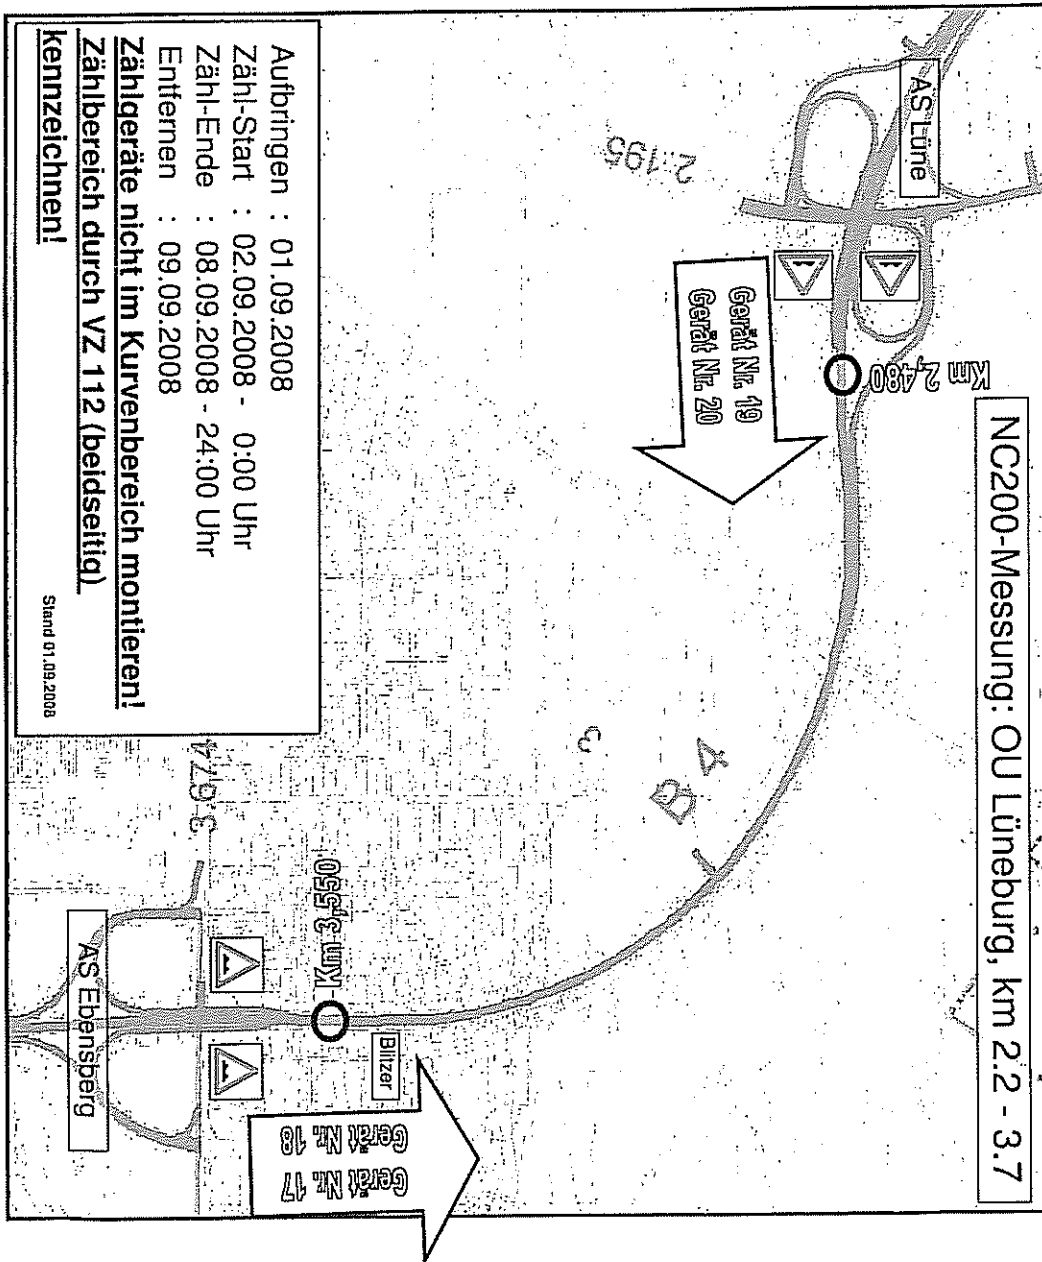 NC200-Messung: OU Lüneburg, km 2.2 - 3.7
AS Lüne
2.195
Km 2,480
Gerät Nr. 19
Gerät Nr. 20
B 4
3
Aufbringen : 01.09.2008
Zähl-Start : 02.09.2008 - 0:00 Uhr
Zähl-Ende : 08.09.2008 - 24:00 Uhr
Entfernen : 09.09.2008
Zählgeräte nicht im Kurvenbereich montieren!
Zählbereich durch VZ 112 (beidseitig)
kennzeichnen!
Stand 01.09.2008
3.674
Km 3,550
Blitzer
Gerät Nr. 18
Gerät Nr. 17
AS Ebensberg